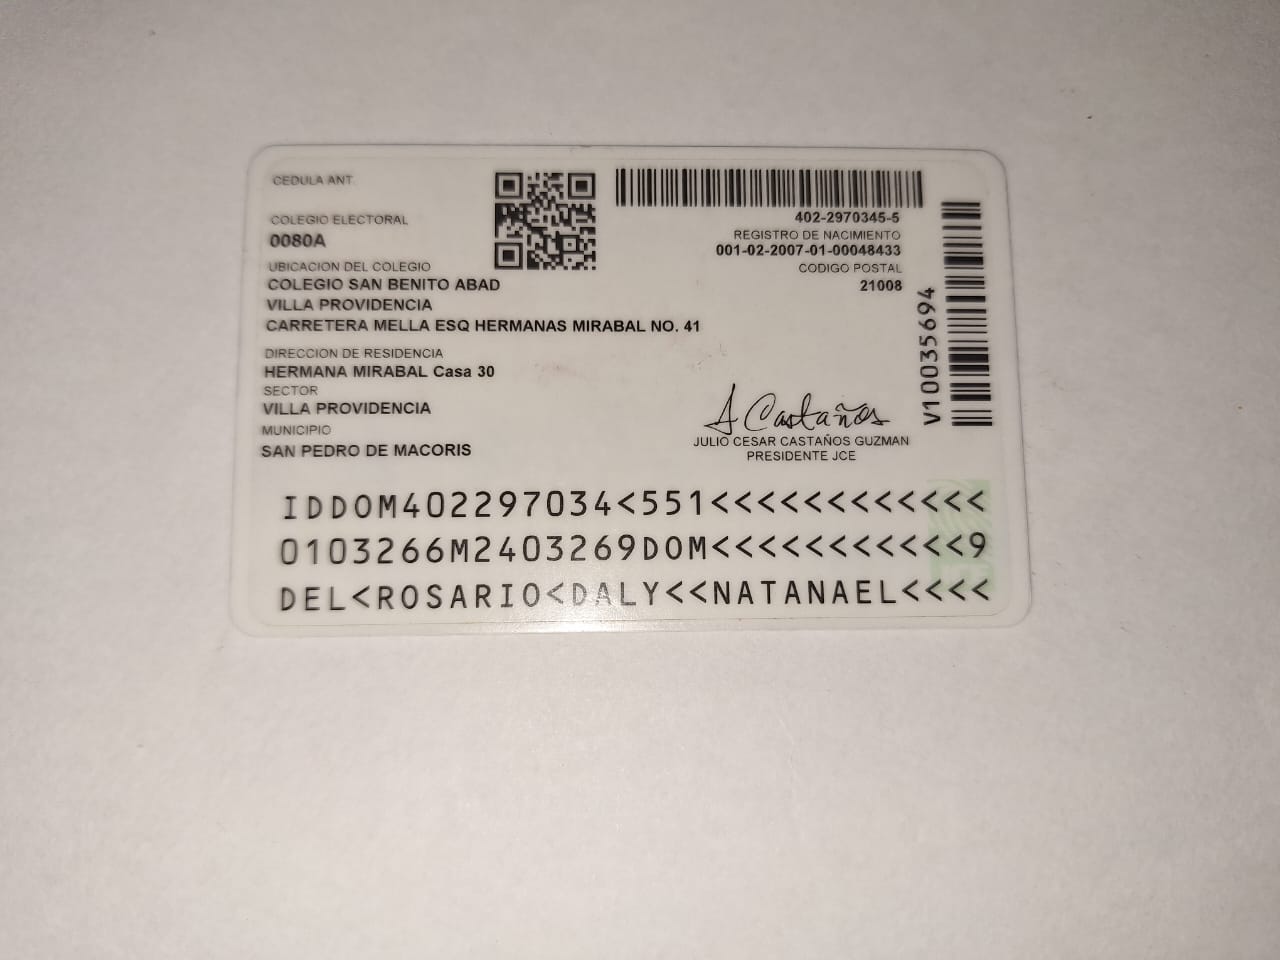 CEDULA ANT.
COLEGIO ELECTORAL
0080A
UBICACION DEL COLEGIO
COLEGIO SAN BENITO ABAD
VILLA PROVIDENCIA
CARRETERA MELLA ESQ HERMANAS MIRABAL NO. 41
DIRECCION DE RESIDENCIA
HERMANA MIRABAL Casa 30
SECTOR
VILLA PROVIDENCIA
MUNICIPIO
SAN PEDRO DE MACORIS
402-2970345-5
REGISTRO DE NACIMIENTO
001-02-2007-01-00048433
CODIGO POSTAL
21008
V10035694
J Castaños
JULIO CESAR CASTAÑOS GUZMAN
PRESIDENTE JCE
IDDOM402297034<551<<<<<<<<<<<<
0103266M2403269DOM<<<<<<<<<<<9
DEL<ROSARIO<DALY<<NATANAEL<<<<